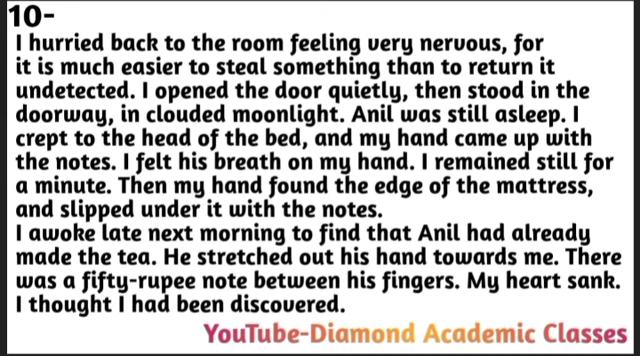 10-
I hurried back to the room feeling very nervous, for
it is much easier to steal something than to return it
undetected. I opened the door quietly, then stood in the
doorway, in clouded moonlight. Anil was still asleep. I
crept to the head of the bed, and my hand came up with
the notes. I felt his breath on my hand. I remained still for
a minute. Then my hand found the edge of the mattress,
and slipped under it with the notes.
I awoke late next morning to find that Anil had already
made the tea. He stretched out his hand towards me. There
was a fifty-rupee note between his fingers. My heart sank.
I thought I had been discovered.
YouTube-Diamond Academic Classes